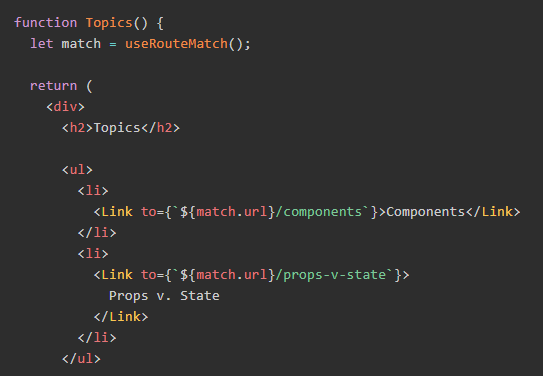 function Topics() {
  let match = useRouteMatch();

  return (
    <div>
      <h2>Topics</h2>

      <ul>
        <li>
          <Link to={`${match.url}/components`}>Components</Link>
        </li>
        <li>
          <Link to={`${match.url}/props-v-state`}>
            Props v. State
          </Link>
        </li>
      </ul>